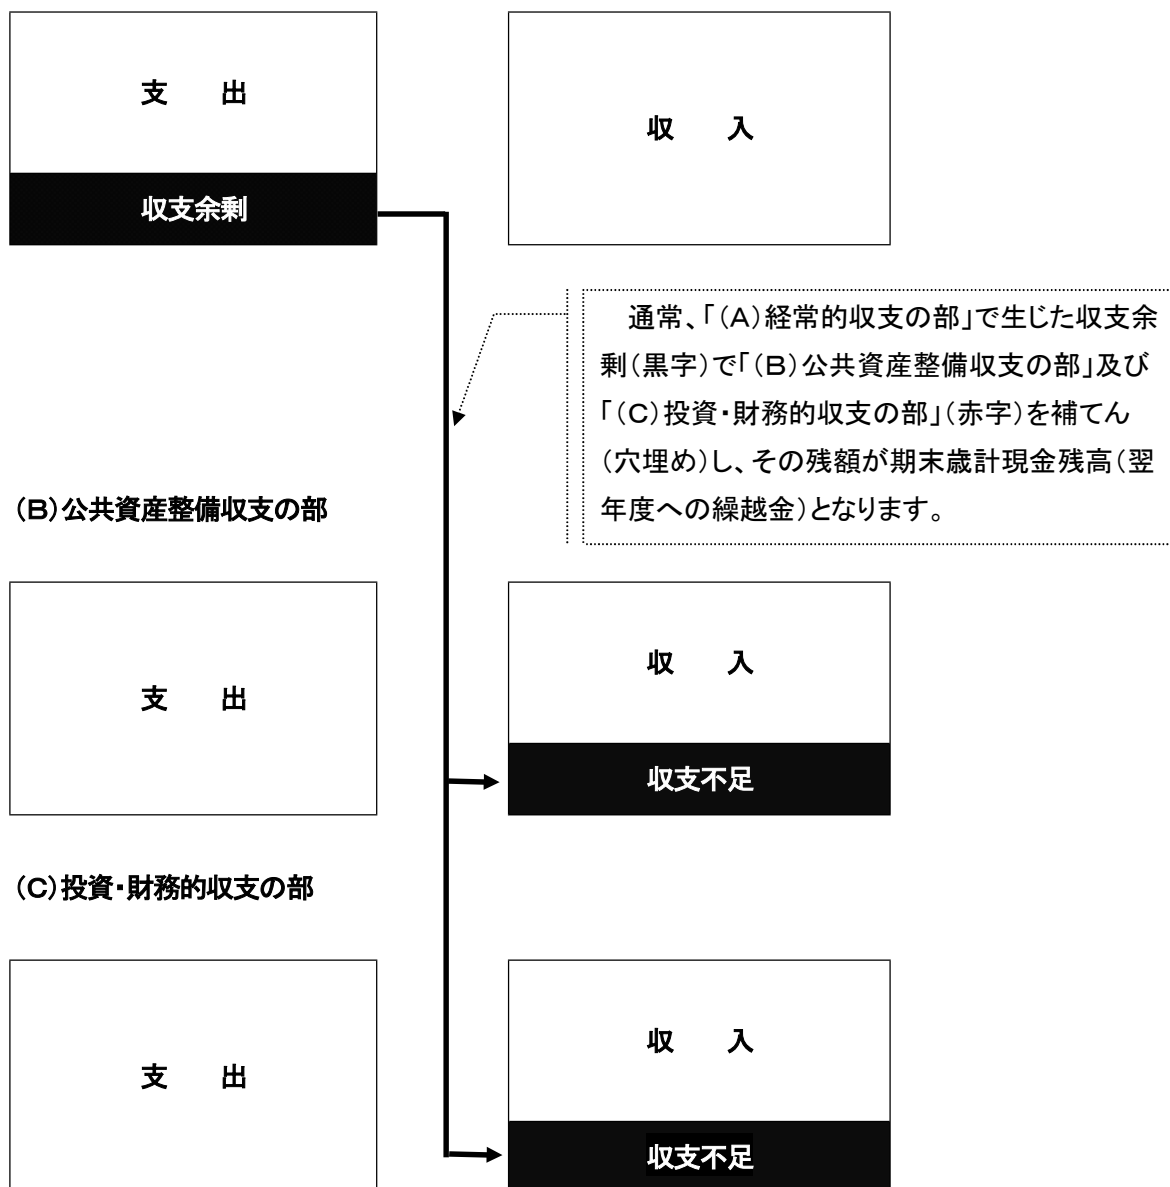 支　　出
収　　入
収支余剰
　通常、「（A）経常的収支の部」で生じた収支余
剰（黒字）で「（B）公共資産整備収支の部」及び
「（C）投資・財務的収支の部」（赤字）を補てん
（穴埋め）し、その残額が期末歳計現金残高（翌
年度への繰越金）となります。
（B）公共資産整備収支の部
支　　出
収　　入
収支不足
（C）投資・財務的収支の部
支　　出
収　　入
収支不足